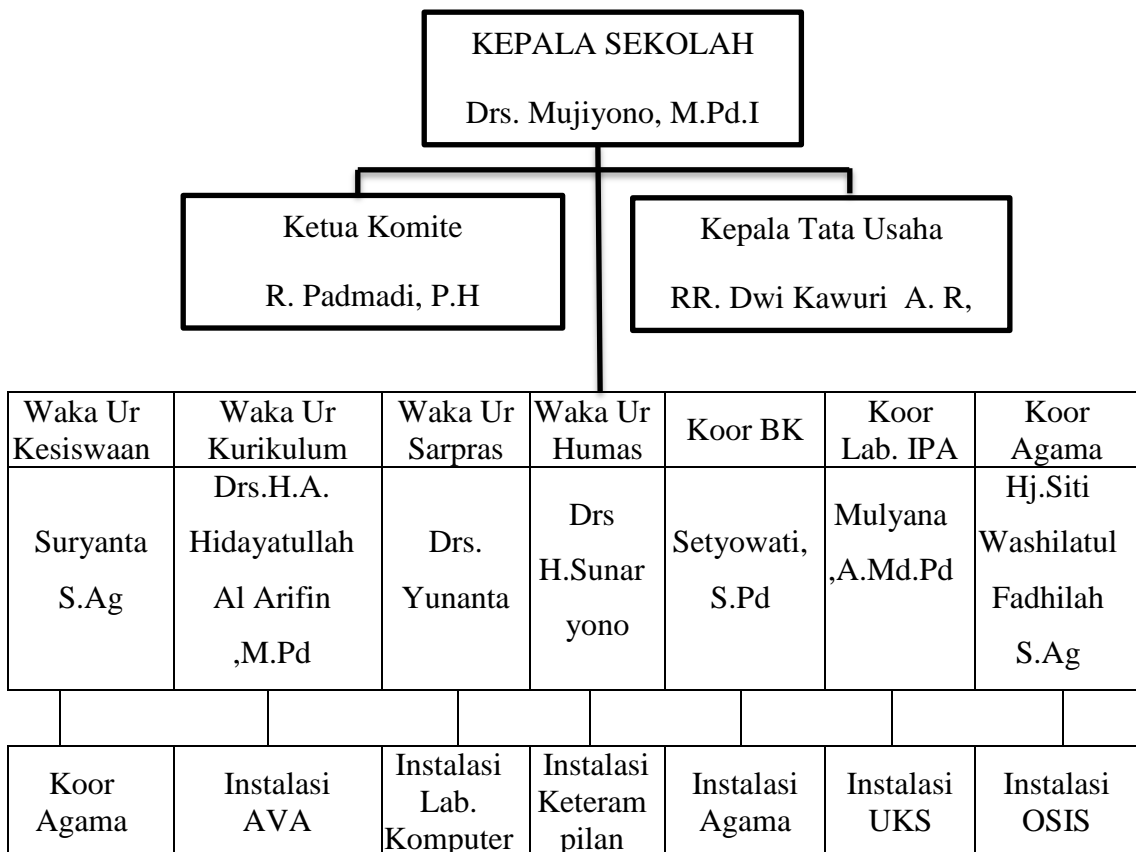 KEPALA SEKOLAH
Drs. Mujiyono, M.Pd.I
Ketua Komite
R. Padmadi, P.H
Kepala Tata Usaha
RR. Dwi Kawuri A. R,
Waka Ur
Kesiswaan
Waka Ur
Kurikulum
Waka Ur
Sarpras
Waka Ur
Humas
Koor BK
Koor
Lab. IPA
Koor
Agama
Suryanta
S.Ag
Drs.H.A.
Hidayatullah
Al Arifin
,M.Pd
Drs.
Yunanta
Drs
H.Sunar
yono
Setyowati,
S.Pd
Mulyana
,A.Md.Pd
Hj.Siti
Washilatul
Fadhilah
S.Ag
Koor
Agama
Instalasi
AVA
Instalasi
Lab.
Komputer
Instalasi
Keteram
pilan
Instalasi
Agama
Instalasi
UKS
Instalasi
OSIS